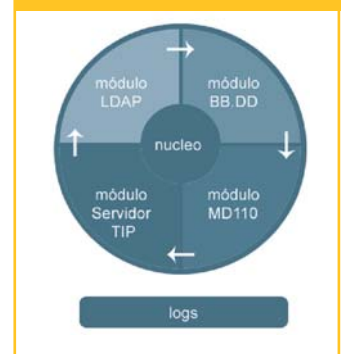 módulo
LDAP
módulo
BB.DD
nucleo
módulo
Servidor
TIP
módulo
MD110
logs